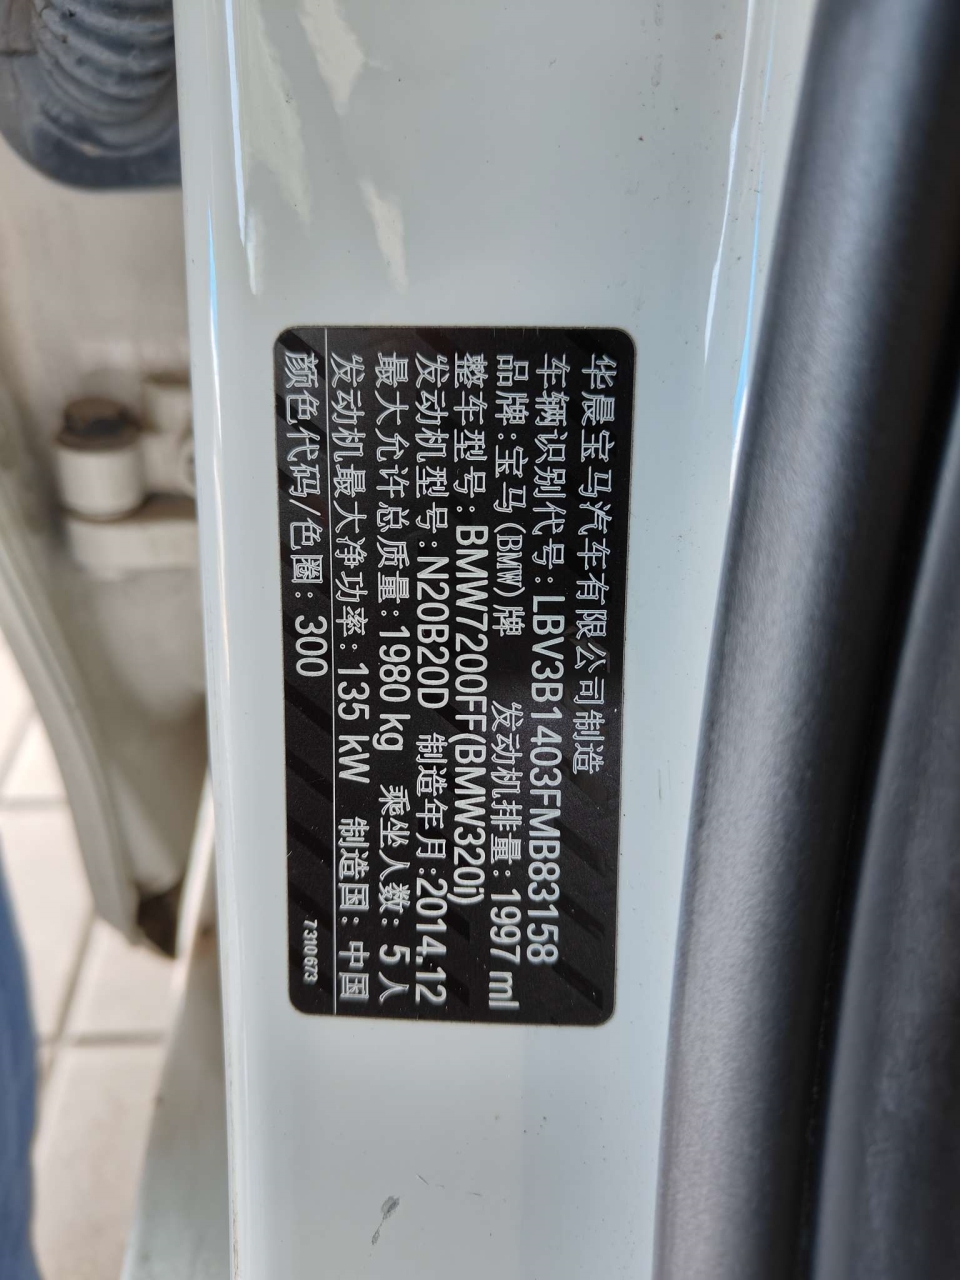 华晨宝马汽车有限公司制造
车辆识别代号:LBV3B1403FMB83158
品牌:宝马(BMW)牌 发动机排量:1997 ml
整车型号:BMW7200FF(BMW320i)
发动机型号:N20B20D 制造年月:2014.12
最大允许总质量:1980 kg 乘坐人数:5人
发动机最大净功率:135 kW 制造国:中国
颜色代码/色圈:300
7 310 673